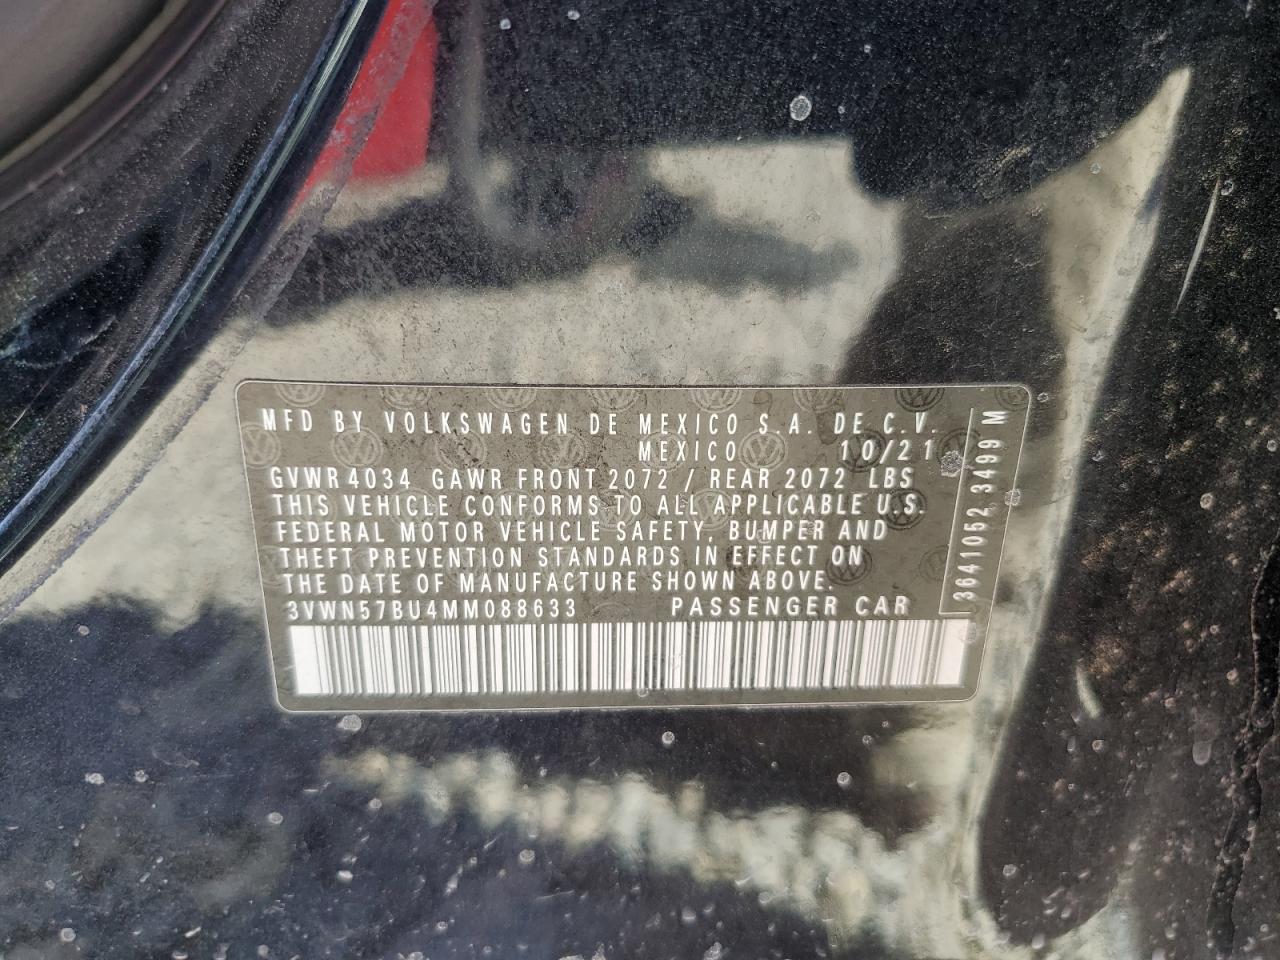 MFD BY VOLKSWAGEN DE MEXICO S.A. DE C.V.
MEXICO 10/21
GVWR 4034 GAWR FRONT 2072 / REAR 2072 LBS
THIS VEHICLE CONFORMS TO ALL APPLICABLE U.S.
FEDERAL MOTOR VEHICLE SAFETY, BUMPER AND
THEFT PREVENTION STANDARDS IN EFFECT ON
THE DATE OF MANUFACTURE SHOWN ABOVE.
3VWN57BU4MM088633 PASSENGER CAR
3641052 3499 M